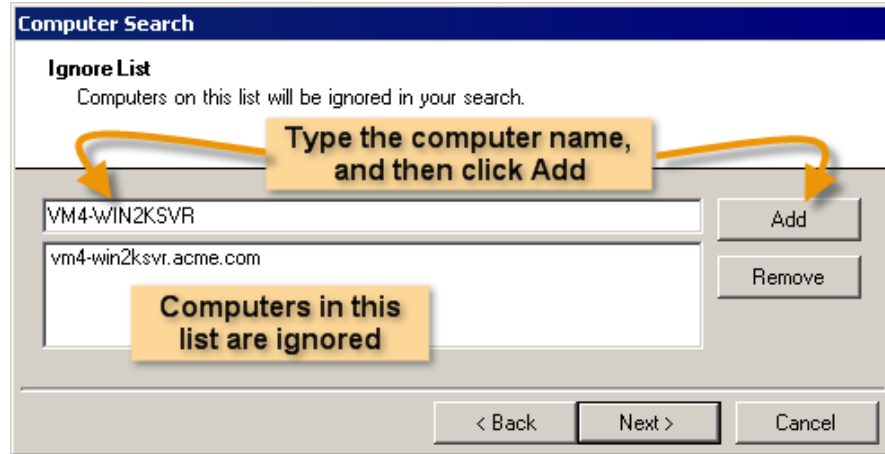 Computer Search
Ignore List
Computers on this list will be ignored in your search.
Type the computer name,
and then click Add
VM4-WIN2KSVR
Add
vm4-win2ksvr.acme.com
Remove
Computers in this
list are ignored
< Back
Next >
Cancel